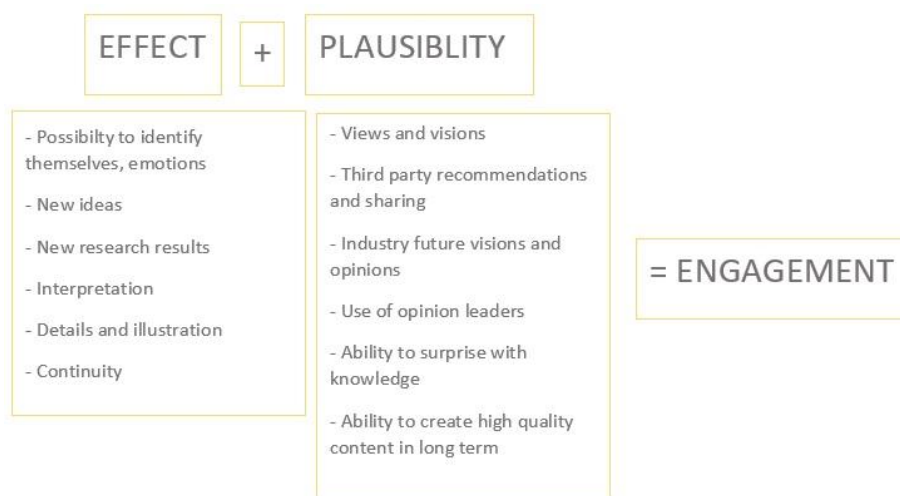 EFFECT
+
PLAUSIBLITY
- Possibilty to identify
themselves, emotions
- New ideas
- New research results
- Interpretation
- Details and illustration
- Continuity
- Views and visions
- Third party recommendations
and sharing
- Industry future visions and
opinions
- Use of opinion leaders
- Ability to surprise with
knowledge
- Ability to create high quality
content in long term
= ENGAGEMENT